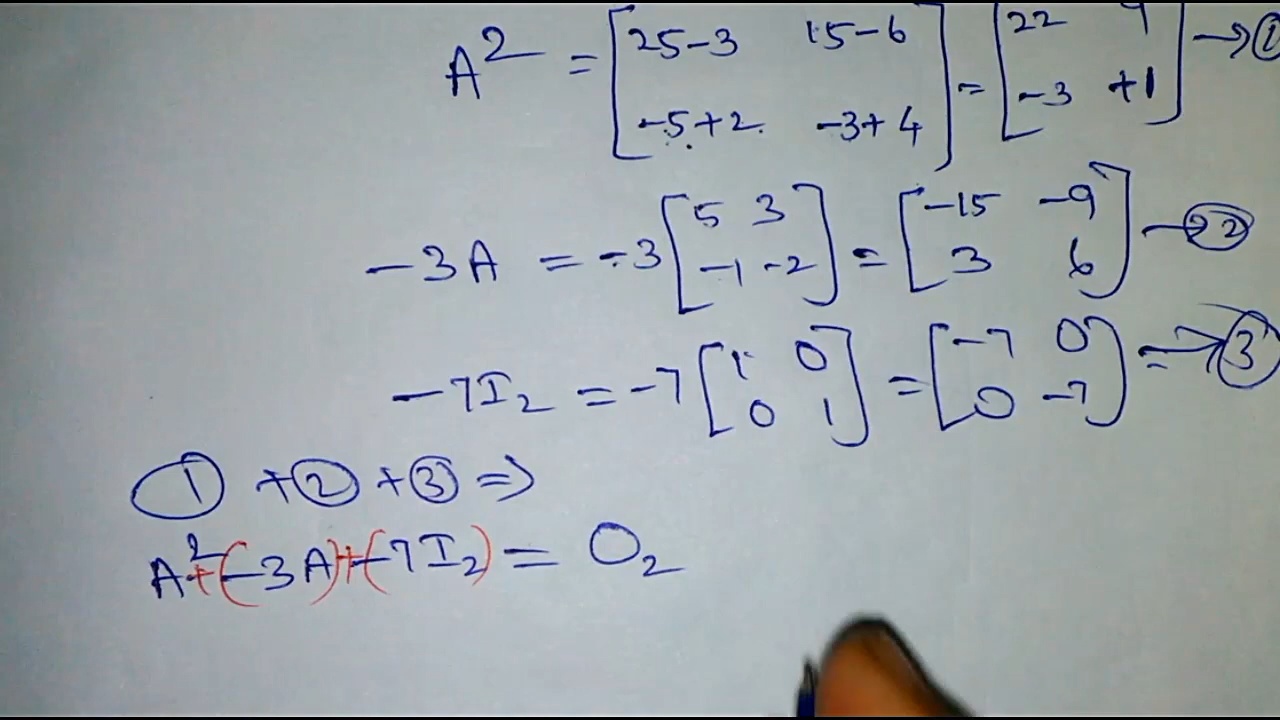 A² = [25-3 15-6
-5+2 -3+4] = [22 9
-3 +1] → ①
-3A = -3[5 3
-1 -2] = [-15 -9
3 6] → ②
-7I₂ = -7[1 0
0 1] = [-7 0
0 -7] → ③
① + ② + ③ ⇒
A² + (-3A) + (-7I₂) = O₂